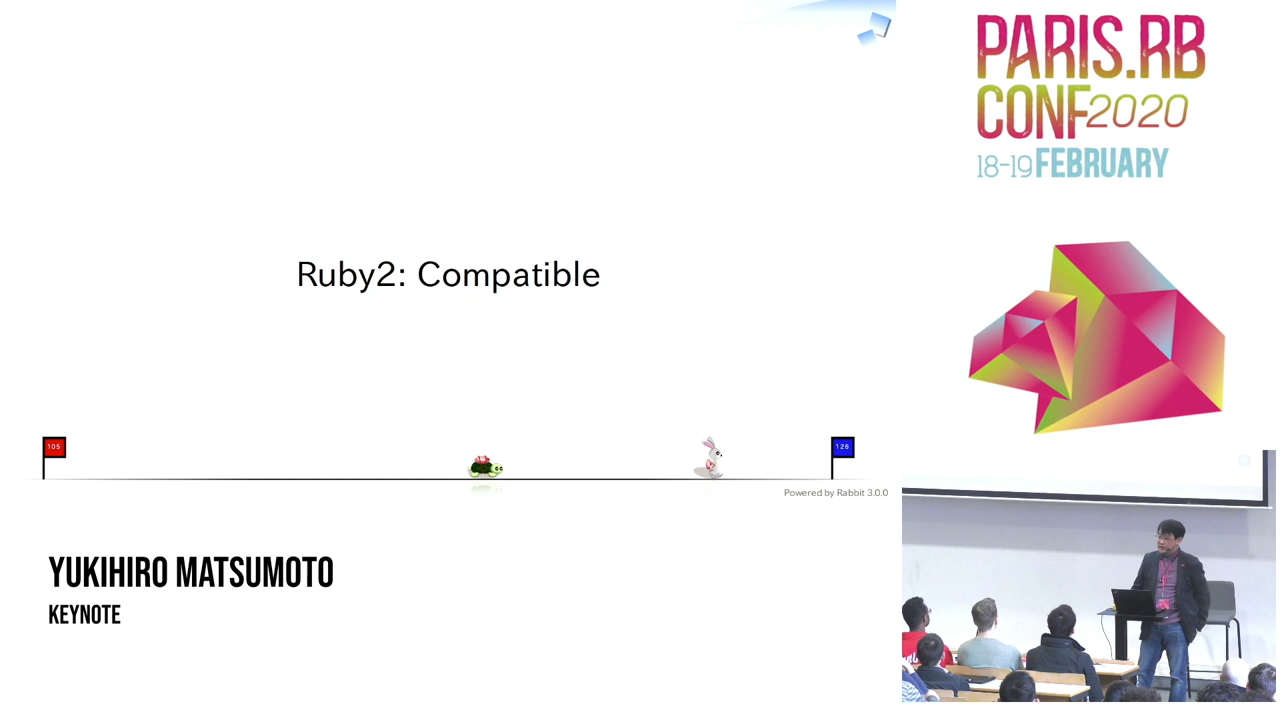 Ruby2: Compatible
105
126
Powered by Rabbit 3.0.0
YUKIHIRO MATSUMOTO
KEYNOTE
PARIS.RB
CONF2020
18-19 FEBRUARY